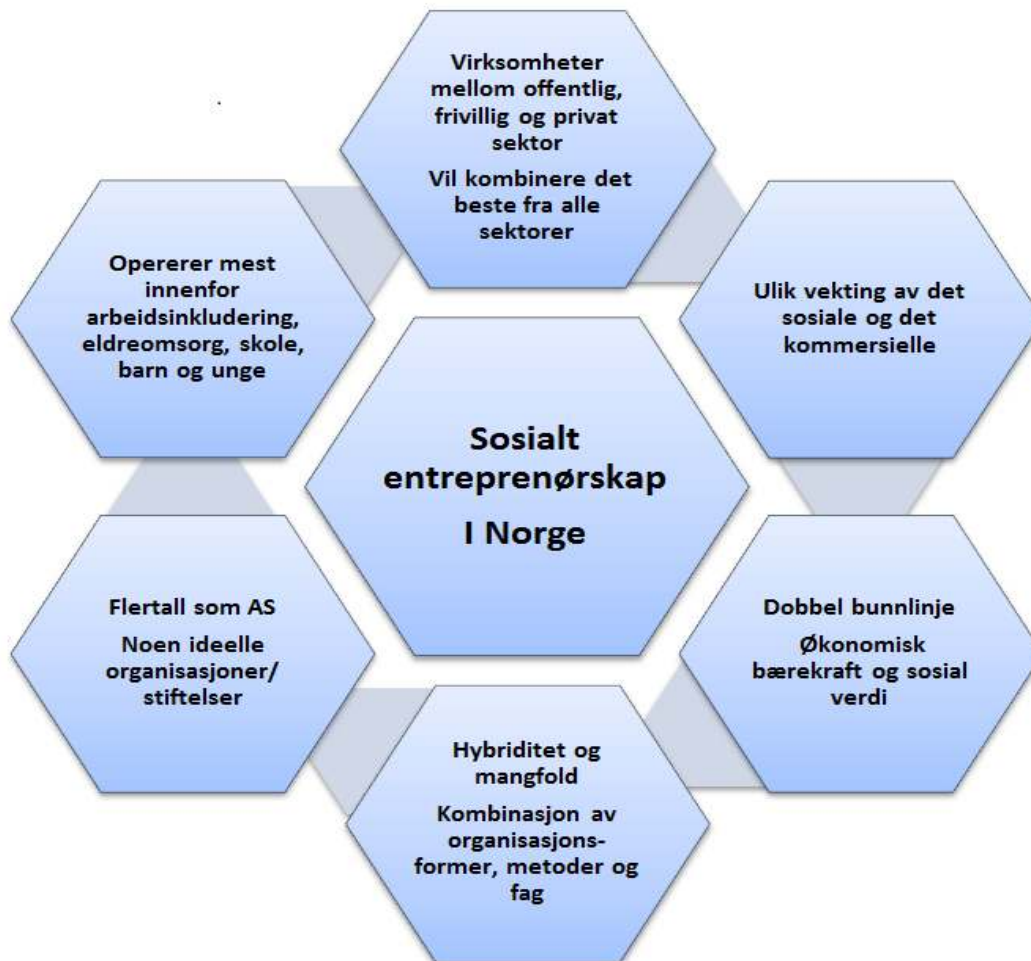 Virksomheter
mellom offentlig,
frivillig og privat
sektor
Vil kombinere det
beste fra alle
sektorer
Ulik vekting av det
sosiale og det
kommersielle
Dobbel bunnlinje
Økonomisk
bærekraft og sosial
verdi
Hybriditet og
mangfold
Kombinasjon av
organisasjons-
former, metoder og
fag
Flertall som AS
Noen ideelle
organisasjoner/
stiftelser
Opererer mest
innenfor
arbeidsinkludering,
eldreomsorg, skole,
barn og unge
Sosialt
entreprenørskap
I Norge